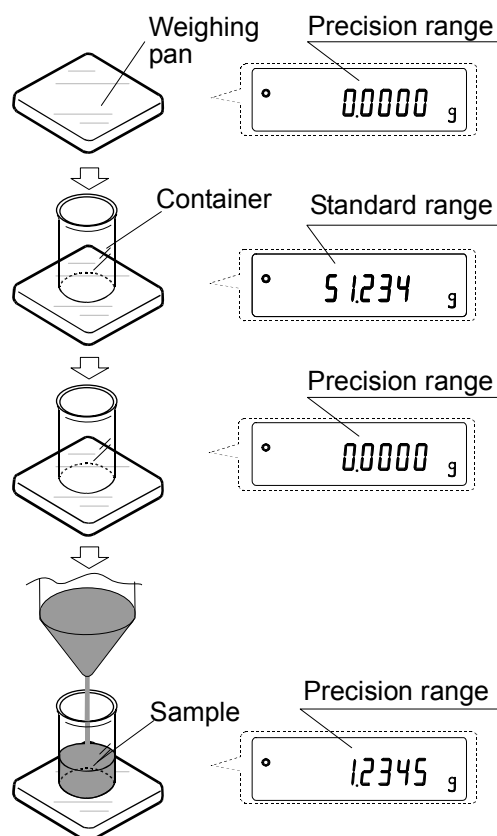 Weighing
pan
Precision range
0.0000 g
Container
Standard range
51.234 g
Precision range
0.0000 g
Sample
Precision range
1.2345 g